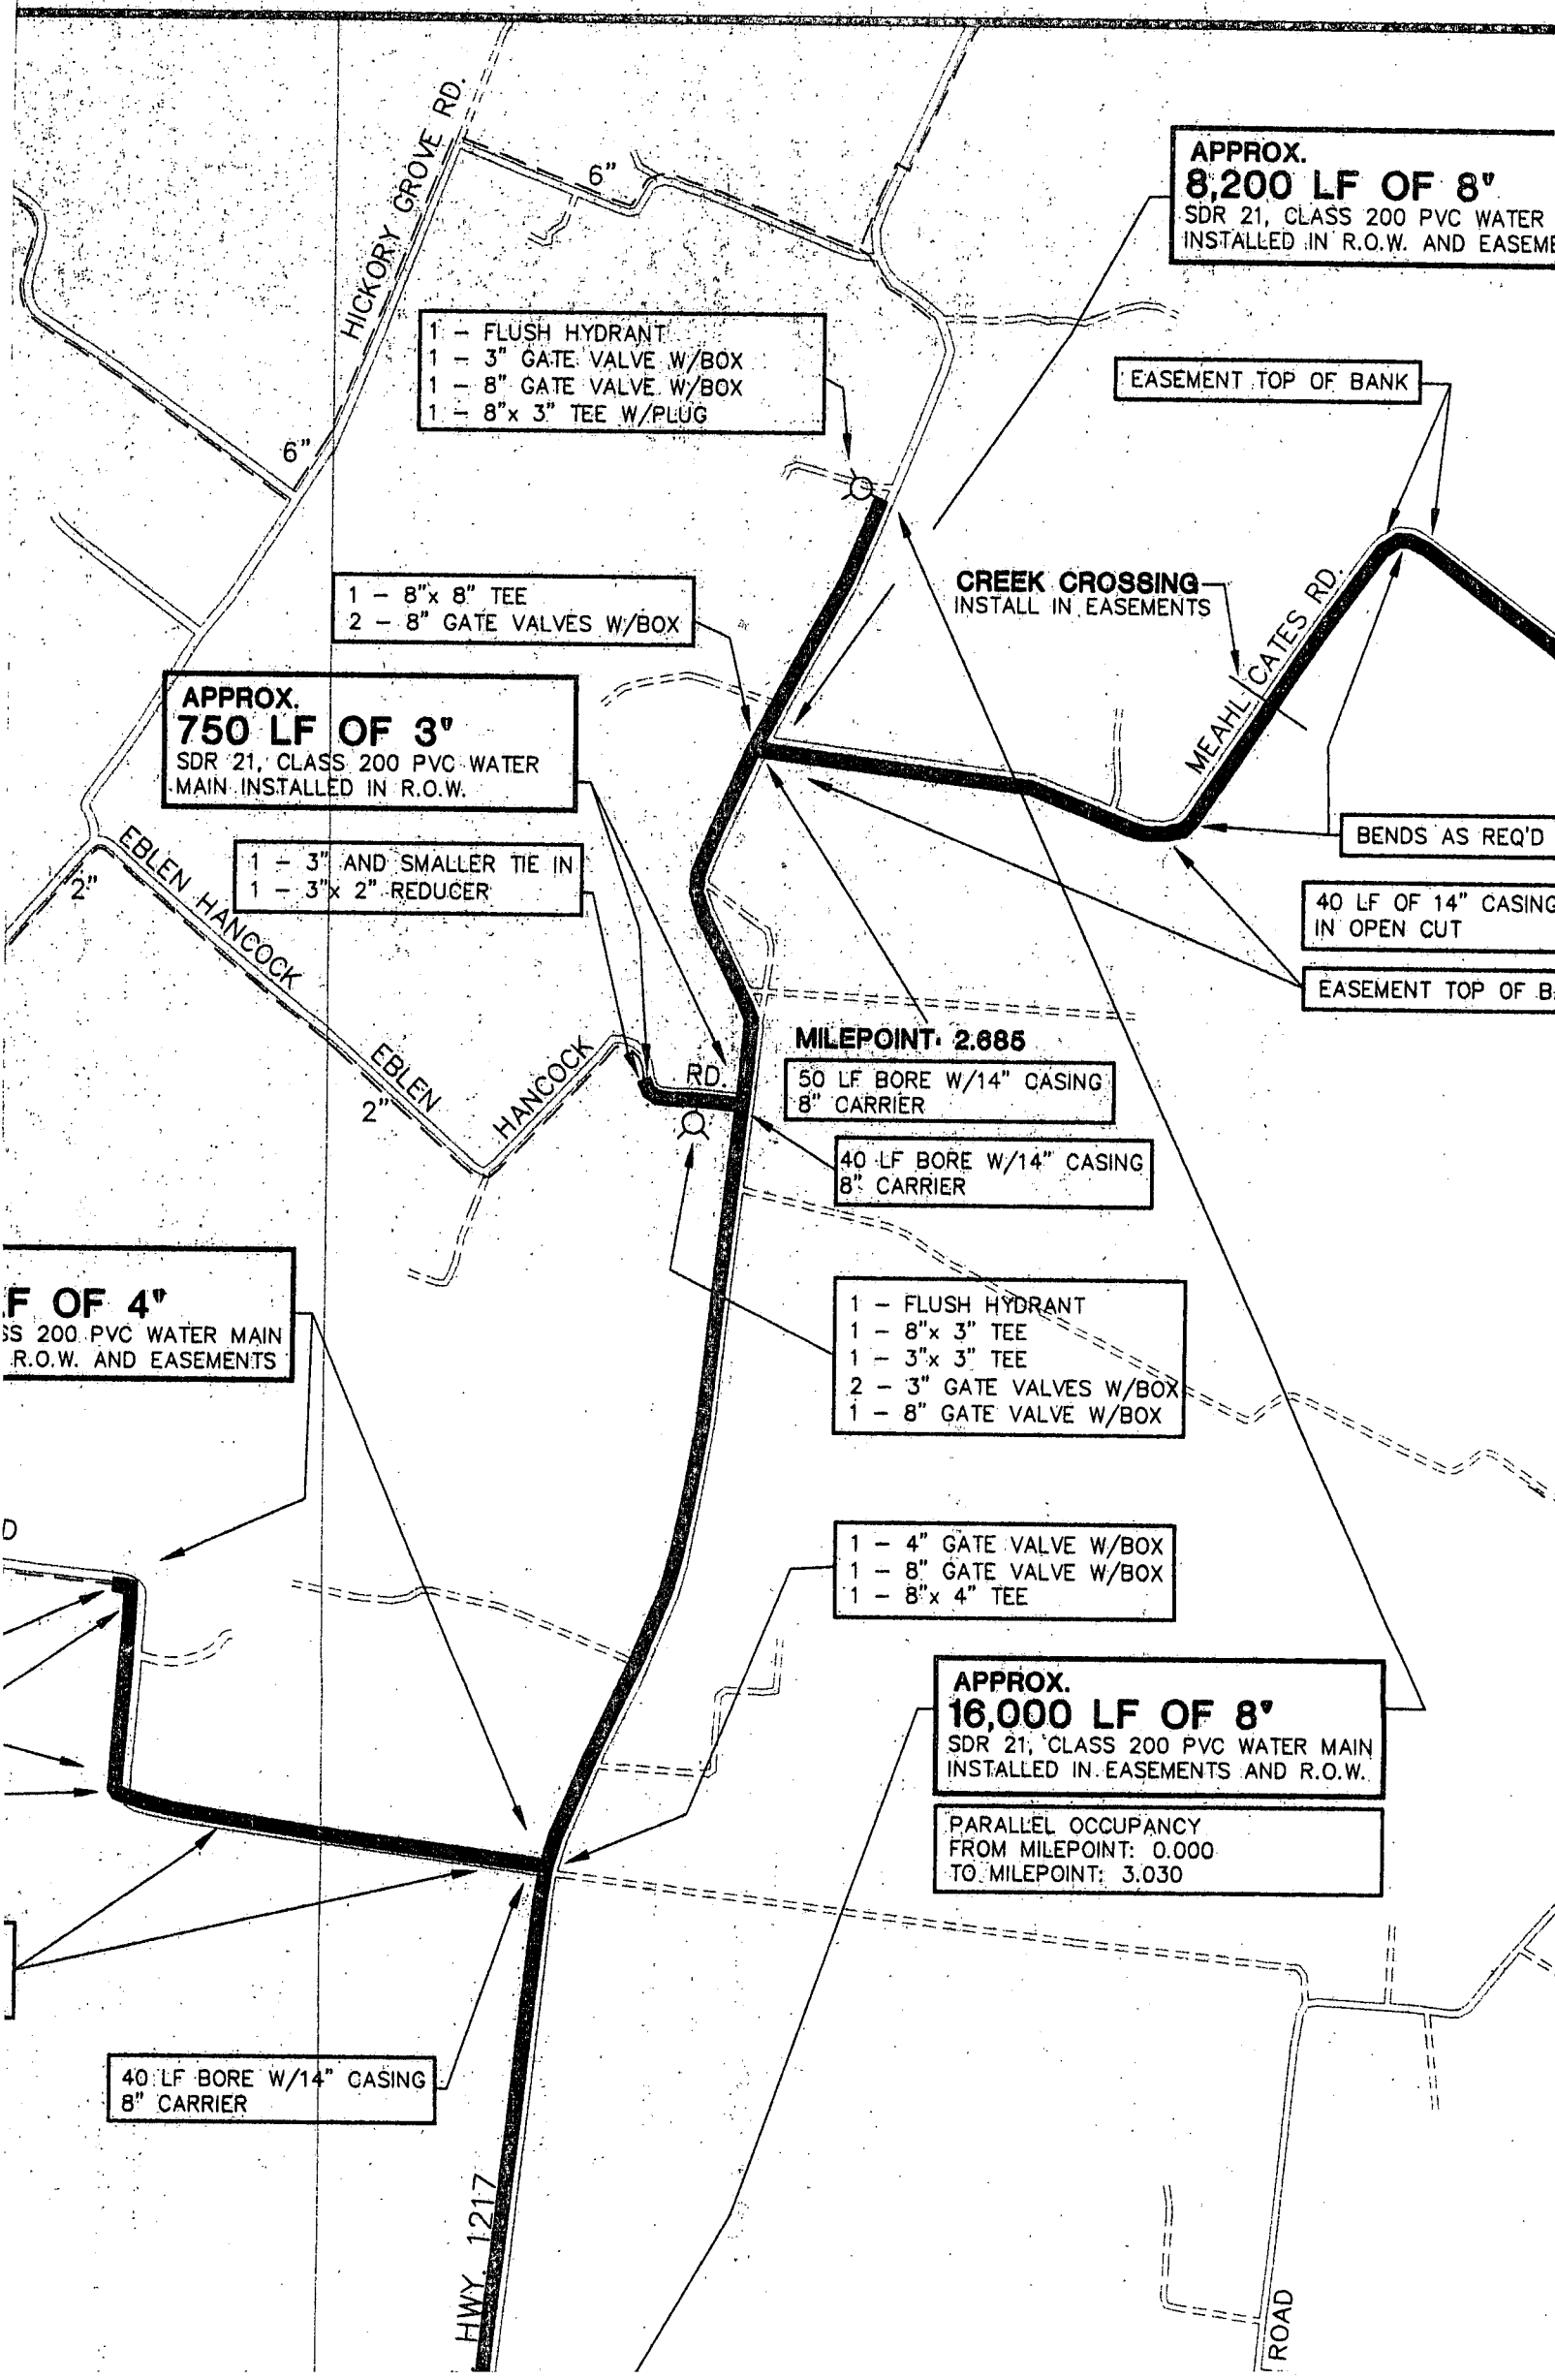 HICKORY GROVE RD.
6"
APPROX.
8,200 LF OF 8"
SDR 21, CLASS 200 PVC WATER
INSTALLED IN R.O.W. AND
1 - FLUSH HYDRANT
1 - 3" GATE VALVE W/BOX
1 - 8" GATE VALVE W/BOX
1 - 8"x 3" TEE W/PLUG
EASEMENT TOP OF BANK
6"
1 - 8"x 8" TEE
2 - 8" GATE VALVES W/BOX
CREEK CROSSING
INSTALL IN EASEMENTS
MEAHL CATES RD.
APPROX.
750 LF OF 3"
SDR 21, CLASS 200 PVC WATER
MAIN INSTALLED IN R.O.W.
BENDS AS REQ'D
1 - 3" AND SMALLER TIE IN
1 - 3"x 2" REDUCER
2"
EBLEN HANCOCK
40 LF OF 14" CASING
IN OPEN CUT
EASEMENT TOP OF
MILEPOINT: 2.685
50 LF BORE W/14" CASING
8" CARRIER
EBLEN HANCOCK RD.
2"
40 LF BORE W/14" CASING
8" CARRIER
F OF 4"
SS 200 PVC WATER MAIN
R.O.W. AND EASEMENTS
1 - FLUSH HYDRANT
1 - 8"x 3" TEE
1 - 3"x 3" TEE
2 - 3" GATE VALVES W/BOX
1 - 8" GATE VALVE W/BOX
D
1 - 4" GATE VALVE W/BOX
1 - 8" GATE VALVE W/BOX
1 - 8"x 4" TEE
APPROX.
16,000 LF OF 8"
SDR 21, CLASS 200 PVC WATER MAIN
INSTALLED IN EASEMENTS AND R.O.W.
PARALLEL OCCUPANCY
FROM MILEPOINT: 0.000
TO MILEPOINT: 3.030
40 LF BORE W/14" CASING
8" CARRIER
HWY. 1217
ROAD